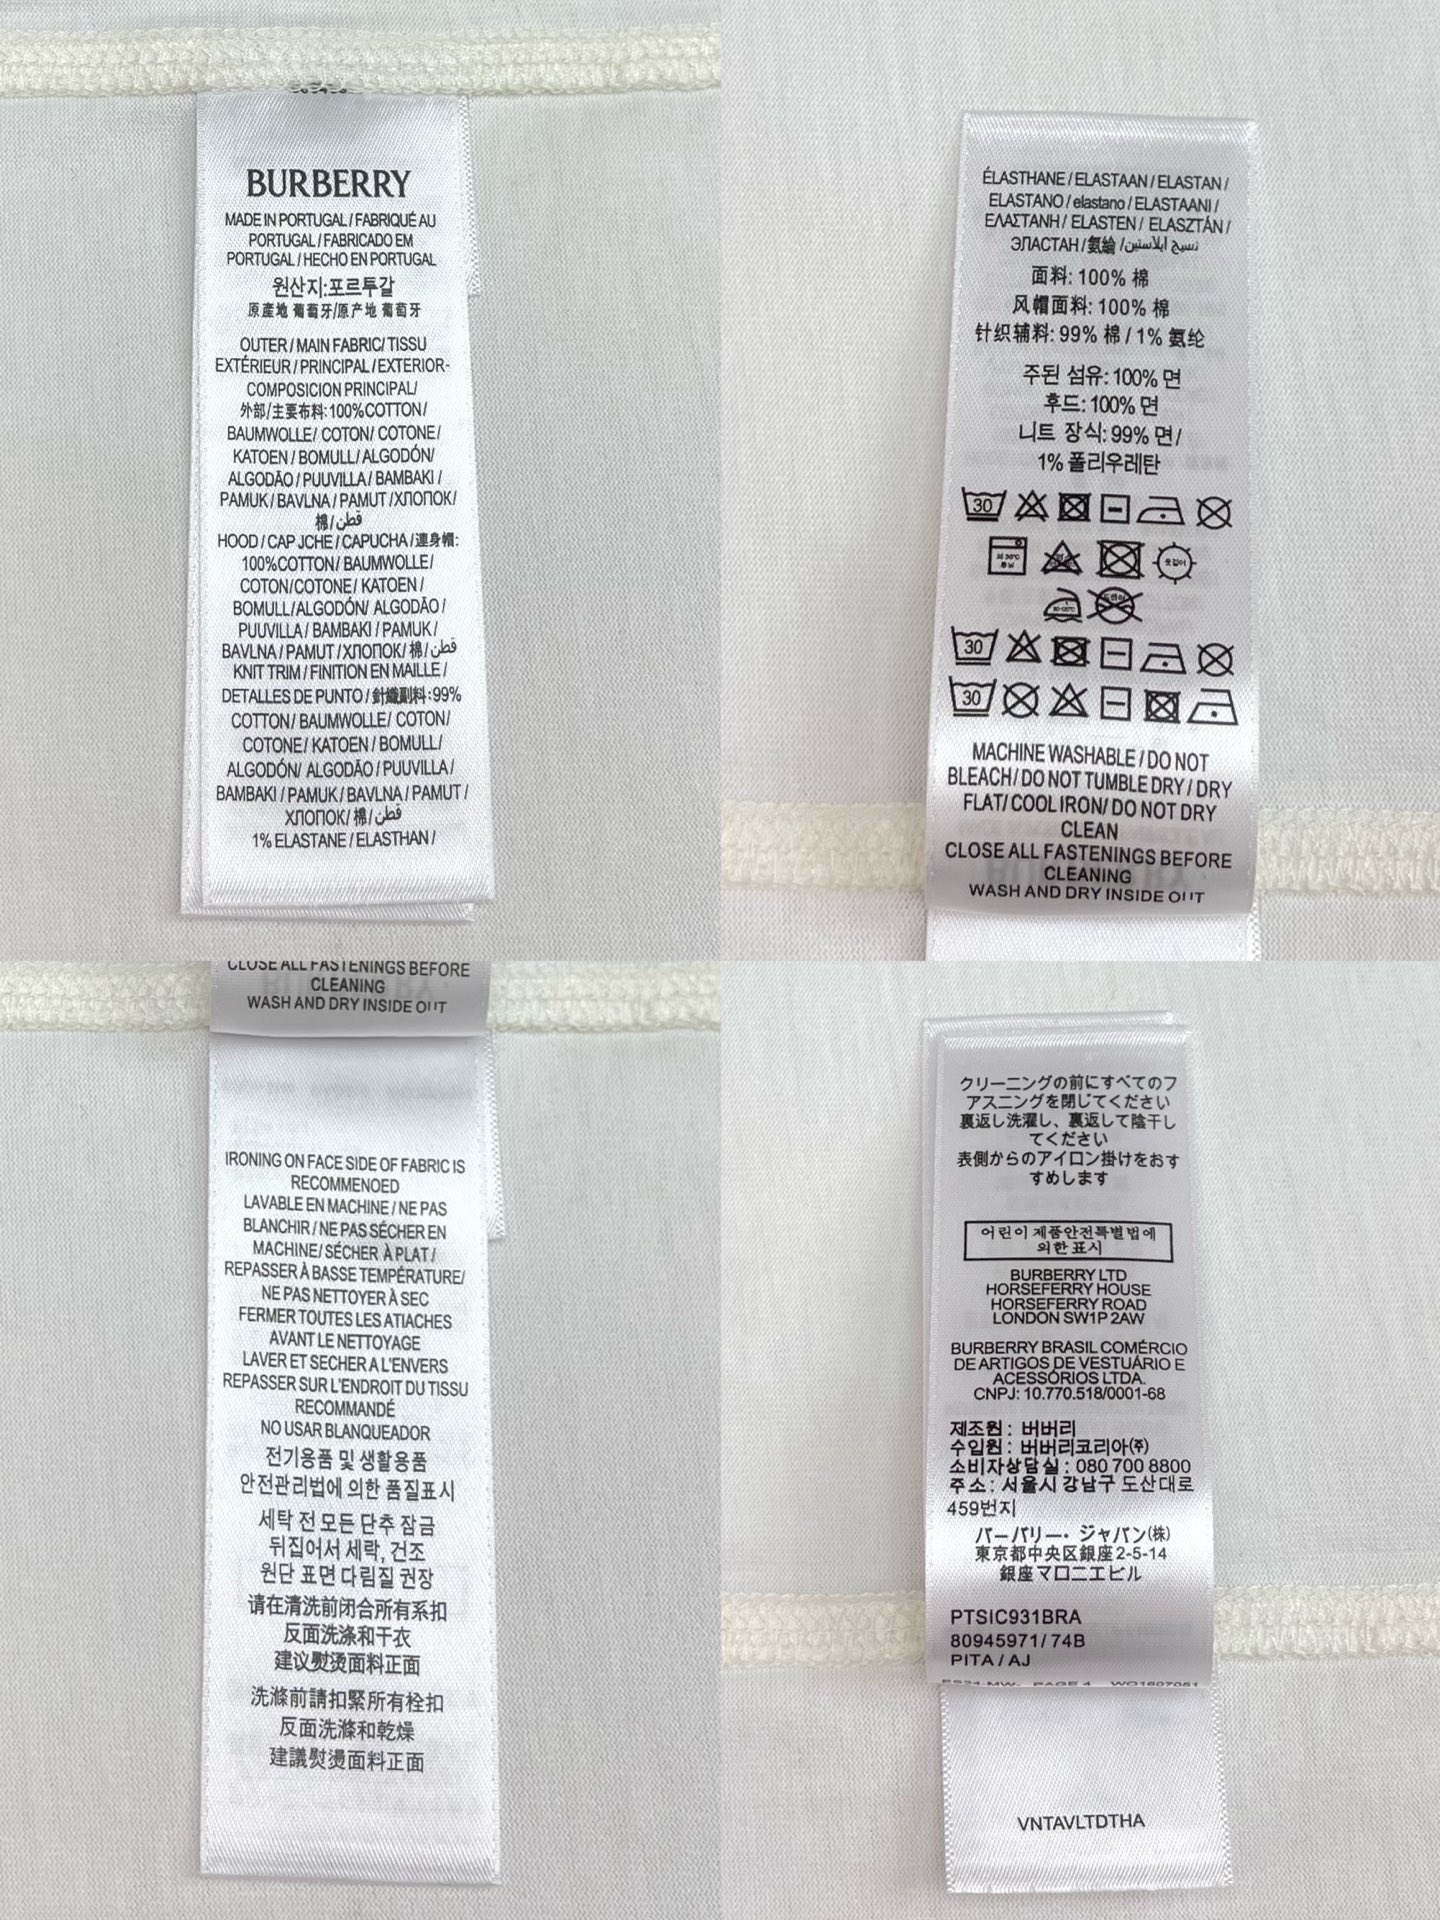 BURBERRY
MADE IN PORTUGAL / FABRIQUÉ AU
PORTUGAL / FABRICADO EM
PORTUGAL / HECHO EN PORTUGAL
원산지:포르투갈
原產地 葡萄牙/原产地 葡萄牙
OUTER / MAIN FABRIC/ TISSU
EXTÉRIEUR / PRINCIPAL / EXTERIOR-
COMPOSICION PRINCIPAL/
外部/主要布料:100%COTTON /
BAUMWOLLE/ COTON/ COTONE/
KATOEN / BOMULL/ ALGODÓN/
ALGODÃO / PUUVILLA / BAMBAKI /
PAMUK / BAVLNA / PAMUT /ХЛОПОК/
棉/قطن
HOOD / CAP JCHE / CAPUCHA / 連身帽:
100%COTTON/ BAUMWOLLE/
COTON/COTONE / KATOEN /
BOMULL/ALGODÓN/ ALGODÃO /
PUUVILLA / BAMBAKI / PAMUK /
BAVLNA / PAMUT /ХЛОПОК/ 棉/قطن
KNIT TRIM / FINITION EN MAILLE /
DETALLES DE PUNTO / 針織副料:99%
COTTON/ BAUMWOLLE/ COTON/
COTONE / KATOEN / BOMULL/
ALGODÓN/ ALGODÃO / PUUVILLA /
BAMBAKI / PAMUK / BAVLNA / PAMUT /
ХЛОПОК/ 棉/قطن
1% ELASTANE / ELASTHAN /
ÉLASTHANE / ELASTAAN / ELASTAN /
ELASTANO / elastano / ELASTAANI /
ΕΛΑΣΤΑΝΗ / ELASTEN / ELASZTÁN /
ЭЛАСТАН / 氨綸 /نسيج ايلاستين
面料: 100% 棉
风帽面料: 100% 棉
针织辅料: 99% 棉 / 1% 氨纶
주된 섬유: 100% 면
후드: 100% 면
니트 장식: 99% 면 /
1% 폴리우레탄
30
30
30
MACHINE WASHABLE / DO NOT
BLEACH/ DO NOT TUMBLE DRY / DRY
FLAT/ COOL IRON/ DO NOT DRY
CLEAN
CLOSE ALL FASTENINGS BEFORE
CLEANING
WASH AND DRY INSIDE OUT
CLOSE ALL FASTENINGS BEFORE
CLEANING
WASH AND DRY INSIDE OUT
IRONING ON FACE SIDE OF FABRIC IS
RECOMMENOED
LAVABLE EN MACHINE / NE PAS
BLANCHIR / NE PAS SÉCHER EN
MACHINE/ SÉCHER À PLAT /
REPASSER À BASSE TEMPÉRATURE/
NE PAS NETTOYER À SEC
FERMER TOUTES LES ATIACHES
AVANT LE NETTOYAGE
LAVER ET SECHER A L'ENVERS
REPASSER SUR L'ENDROIT DU TISSU
RECOMMANDÉ
NO USAR BLANQUEADOR
전기용품 및 생활용품
안전관리법에 의한 품질표시
세탁 전 모든 단추 잠금
뒤집어서 세락, 건조
원단 표면 다림질 권장
请在清洗前闭合所有系扣
反面洗涤和干衣
建议熨烫面料正面
洗滌前請扣緊所有栓扣
反面洗滌和乾燥
建議熨燙面料正面
クリーニングの前にすべてのフ
アスニングを閉じてください
裏返し洗濯し、裏返して陰干し
てください
表側からのアイロン掛けをおす
すめします
어린이 제품안전특별법에
의한 표시
BURBERRY LTD
HORSEFERRY HOUSE
HORSEFERRY ROAD
LONDON SW1P 2AW
BURBERRY BRASIL COMÉRCIO
DE ARTIGOS DE VESTUÁRIO E
ACESSÓRIOS LTDA.
CNPJ: 10.770.518/0001-68
제조원 : 버버리
수입원 : 버버리코리아(주)
소비자상담실 : 080 700 8800
주소 : 서울시 강남구 도산대로
459번지
バーバリー・ジャパン(株)
東京都中央区銀座2-5-14
銀座マロニエビル
PTSIC931BRA
80945971/ 74B
PITA / AJ
VNTAVLTDTHA